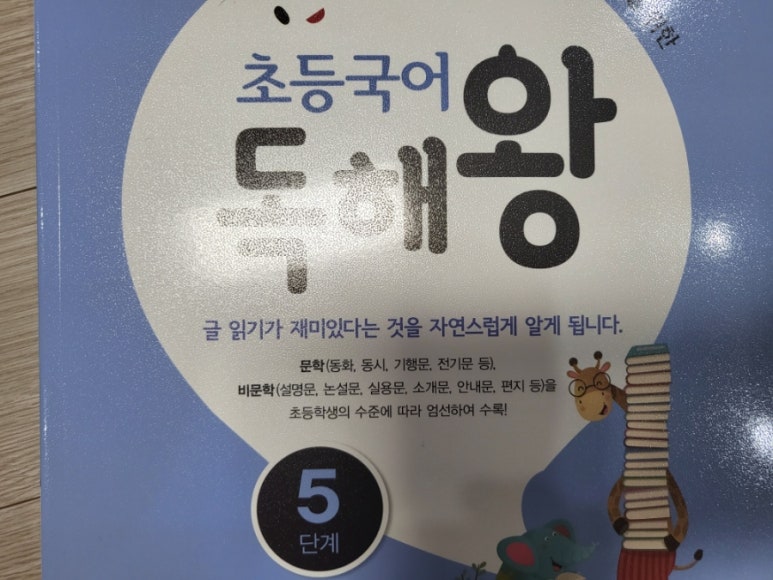 초등국어
독해왕
글 읽기가 재미있다는 것을 자연스럽게 알게 됩니다.
문학(동화, 동시, 기행문, 전기문 등),
비문학(설명문, 논설문, 실용문, 소개문, 안내문, 편지 등)을
초등학생의 수준에 따라 엄선하여 수록!
5
단계